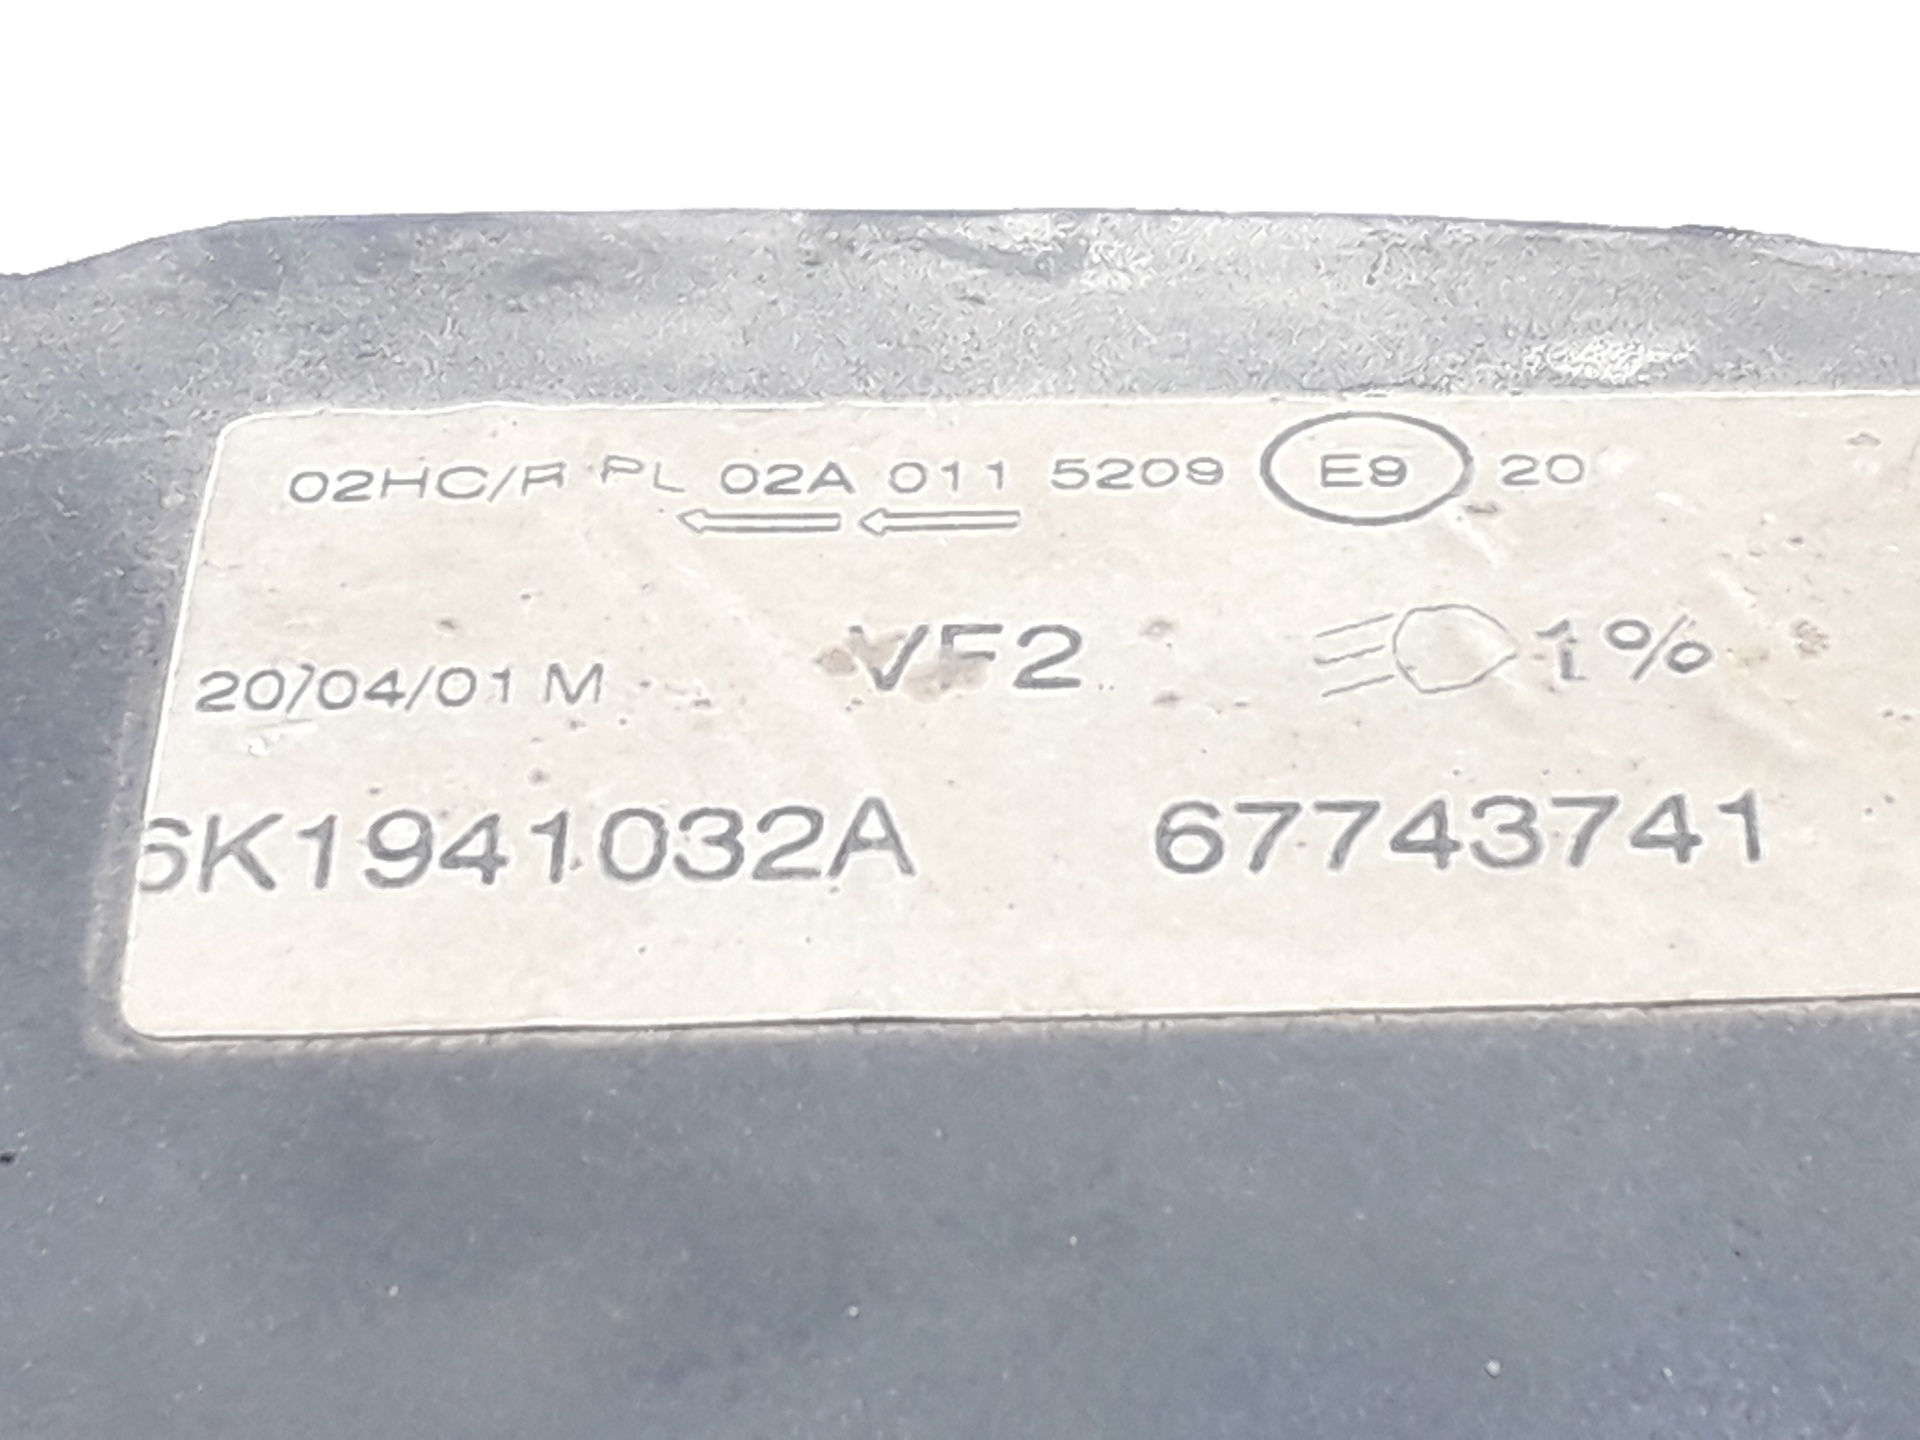 02HC/R PL 02A 011 5209 E9 20
20/04/01 M VF2 1%
6K1941032A 67743741